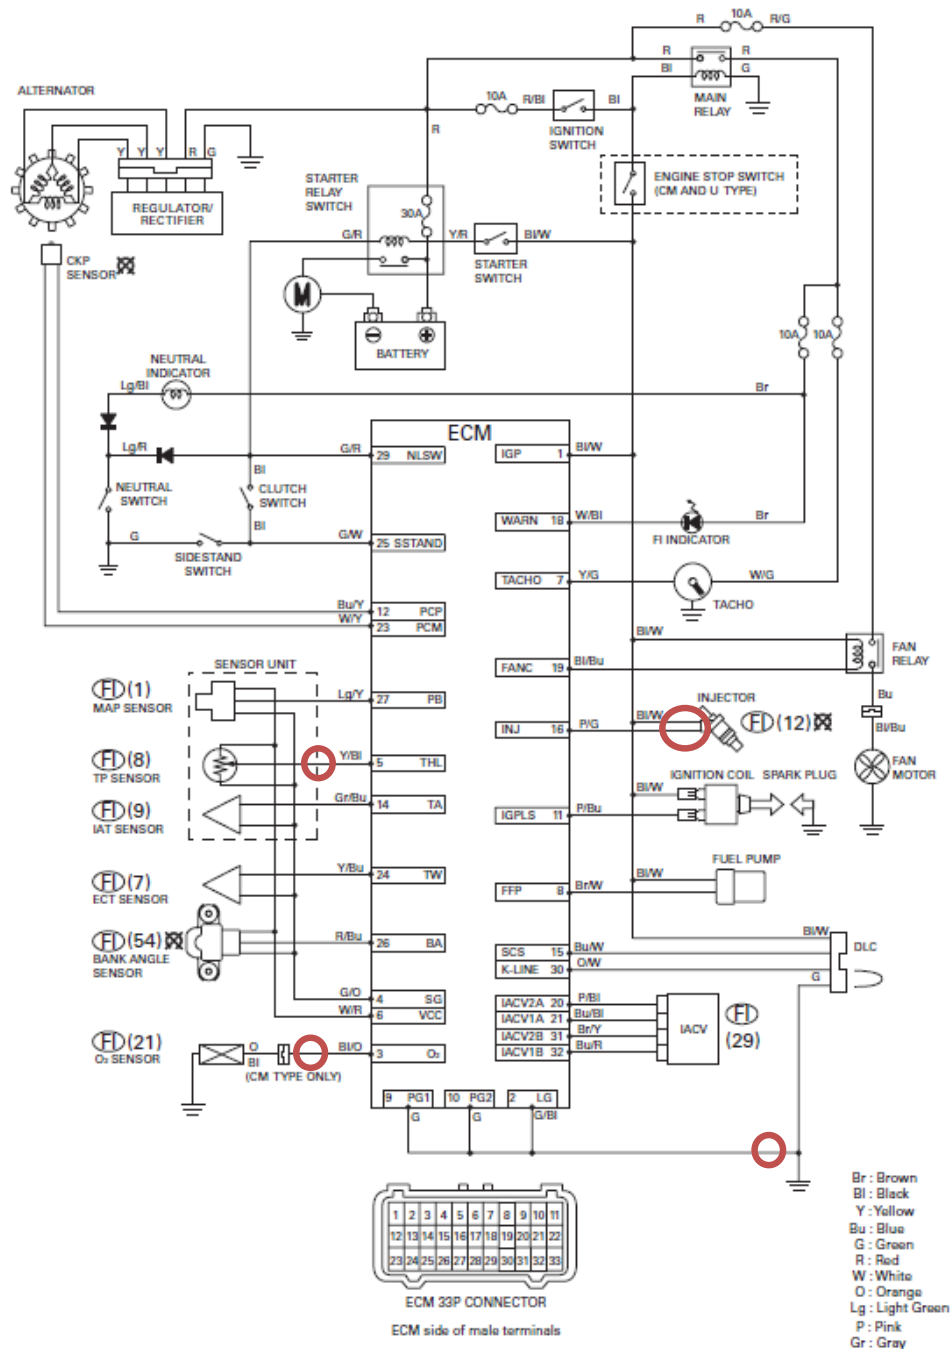 R 10A R/G
R R
Bl G
MAIN
RELAY
ALTERNATOR
10A R/Bl Bl
IGNITION
SWITCH
R
Y Y Y R G
REGULATOR/
RECTIFIER
ENGINE STOP SWITCH
(CM AND U TYPE)
STARTER
RELAY
SWITCH
30A
G/R Y/R Bl/W
STARTER
SWITCH
CKP
SENSOR
M
BATTERY
10A 10A
NEUTRAL
INDICATOR
Lg/Bl Br
ECM
Lg/R G/R 29 NLSW IGP 1 Bl/W
Bl
NEUTRAL
SWITCH
CLUTCH
SWITCH
Bl
WARN 18 W/Bl Br
FI INDICATOR
G G/W 25 SSTAND
SIDESTAND
SWITCH
TACHO 7 Y/G W/G
TACHO
Bu/Y 12 PCP
W/Y 23 PCM
Bl/W
FAN
RELAY
SENSOR UNIT
FANC 19 Bl/Bu
FI (1)
MAP SENSOR
Lg/Y 27 PB
INJECTOR
Bu
Bl/W
FI (12)
INJ 16 P/G
Bl/Bu
FI (8)
TP SENSOR
Y/Bl 5 THL
FAN
MOTOR
IGNITION COIL SPARK PLUG
Bl/W
FI (9)
IAT SENSOR
Gr/Bu 14 TA
IGPLS 11 P/Bu
FUEL PUMP
FI (7)
ECT SENSOR
Y/Bu 24 TW
Bl/W
FFP 8 Br/W
FI (54)
BANK ANGLE
SENSOR
R/Bu 26 BA
Bl/W
DLC
SCS 15 Bu/W
K-LINE 30 O/W
G
G/O 4 SG
W/R 6 VCC
IACV2A 20 P/Bl
IACV1A 21 Bu/Bl
IACV2B 31 Br/Y
IACV1B 32 Bu/R
IACV
FI
(29)
FI (21)
O₂ SENSOR
O
Bl
(CM TYPE ONLY)
Bl/O 3 O₂
9 PG1 10 PG2 2 LG
G G G/Bl
1 2 3 4 5 6 7 8 9 10 11
12 13 14 15 16 17 18 19 20 21 22
23 24 25 26 27 28 29 30 31 32 33
ECM 33P CONNECTOR
ECM side of male terminals
Br : Brown
Bl : Black
Y : Yellow
Bu : Blue
G : Green
R : Red
W : White
O : Orange
Lg : Light Green
P : Pink
Gr : Gray